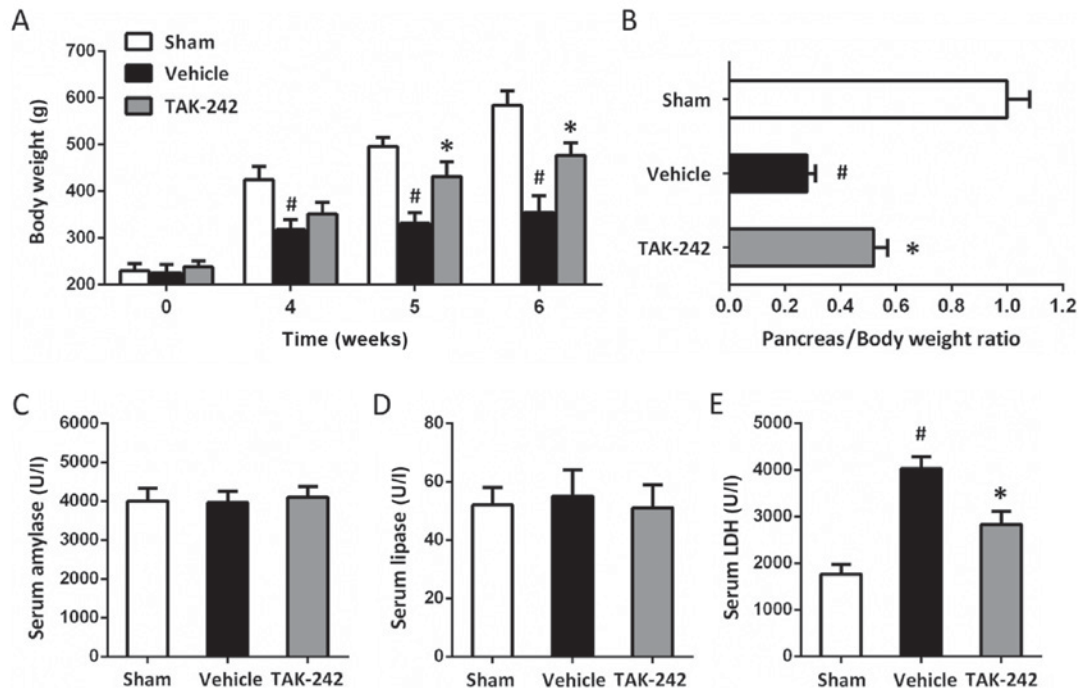 A
700
600
500
400
300
200
Body weight (g)
Sham
Vehicle
TAK-242
#
#
*
#
*
0 4 5 6
Time (weeks)
B
Sham
Vehicle
TAK-242
#
*
0.0 0.2 0.4 0.6 0.8 1.0 1.2
Pancreas/Body weight ratio
C
Serum amylase (U/l)
6000
5000
4000
3000
2000
1000
0
Sham Vehicle TAK-242
D
Serum lipase (U/l)
80
60
40
20
0
Sham Vehicle TAK-242
E
Serum LDH (U/l)
5000
4000
3000
2000
1000
0
#
*
Sham Vehicle TAK-242